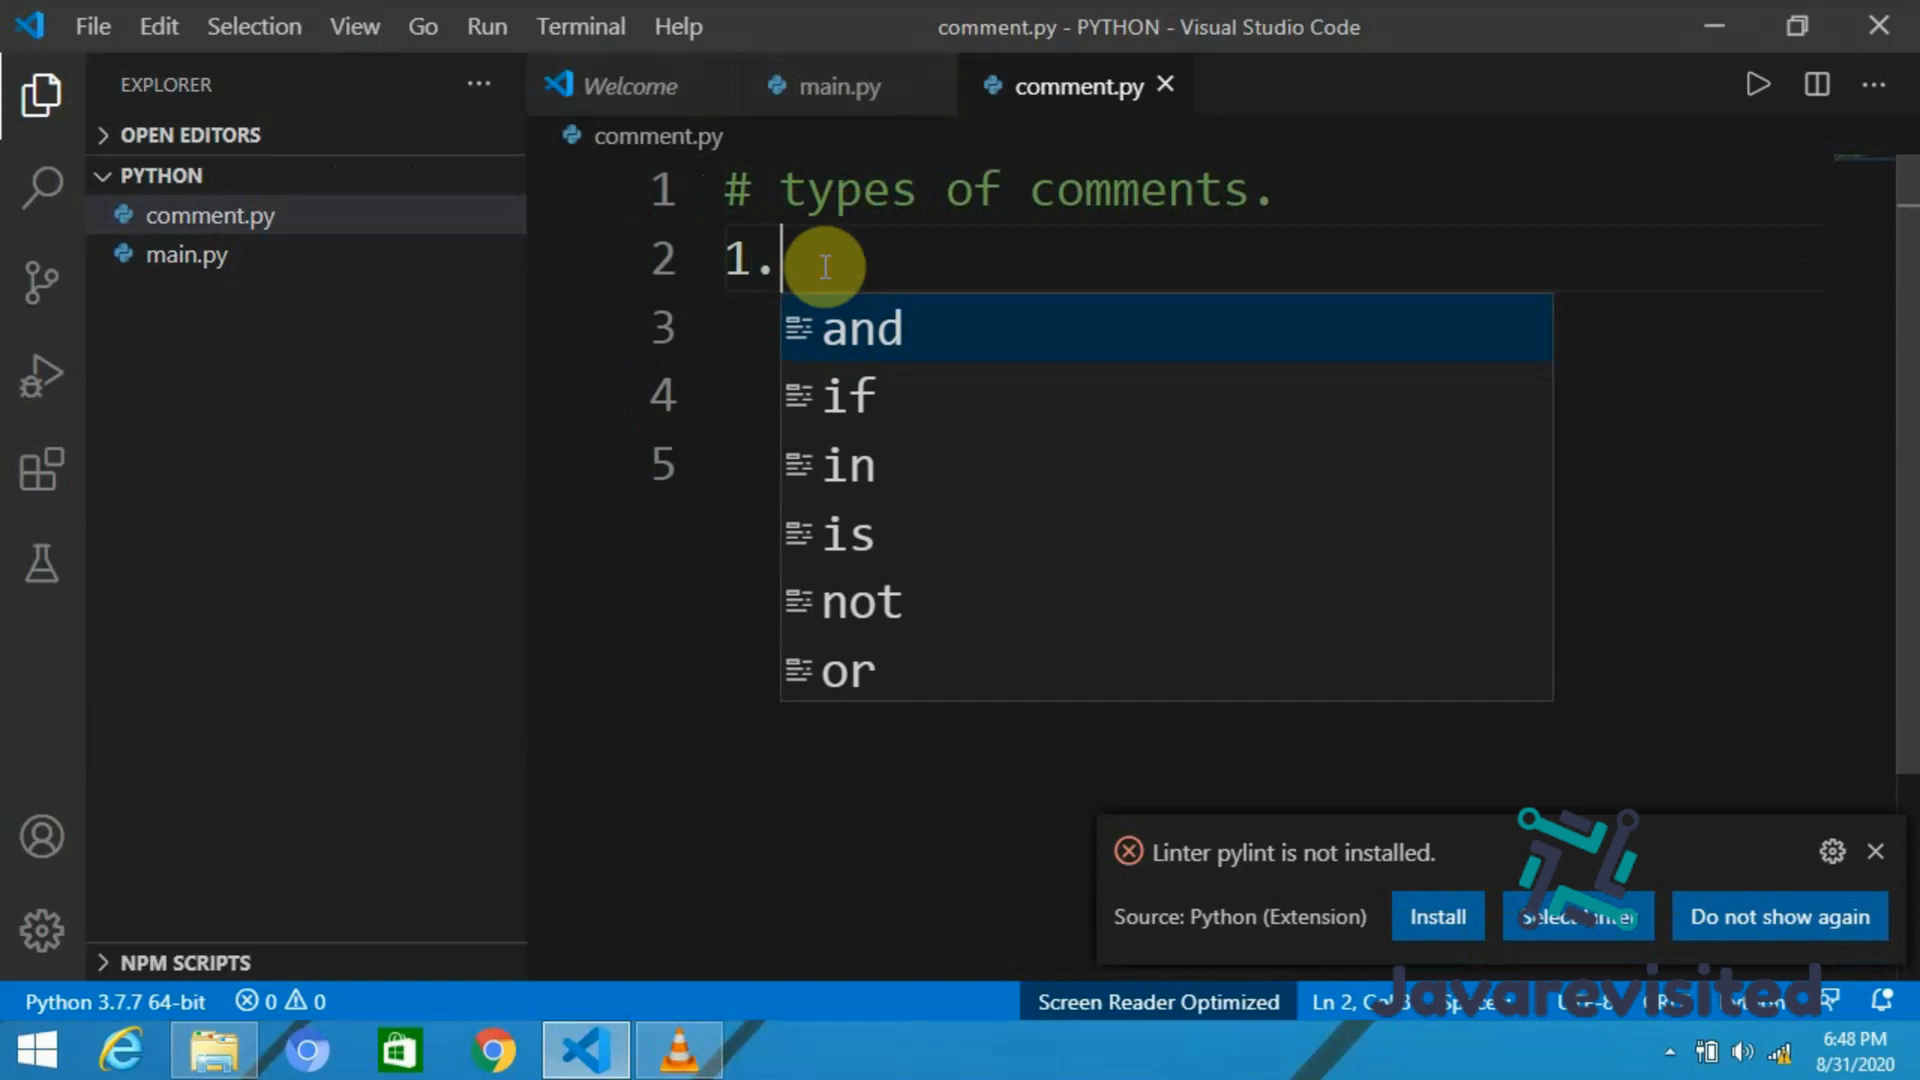 File Edit Selection View Go Run Terminal Help
comment.py - PYTHON - Visual Studio Code
EXPLORER
OPEN EDITORS
PYTHON
comment.py
main.py
NPM SCRIPTS
Welcome
main.py
comment.py
comment.py
1 # types of comments.
2 1.
3
4
5
and
if
in
is
not
or
Linter pylint is not installed.
Source: Python (Extension)
Install
Select Linter
Do not show again
Javarevisited
Python 3.7.7 64-bit
0
0
Screen Reader Optimized
Ln 2,
6:48 PM
8/31/2020